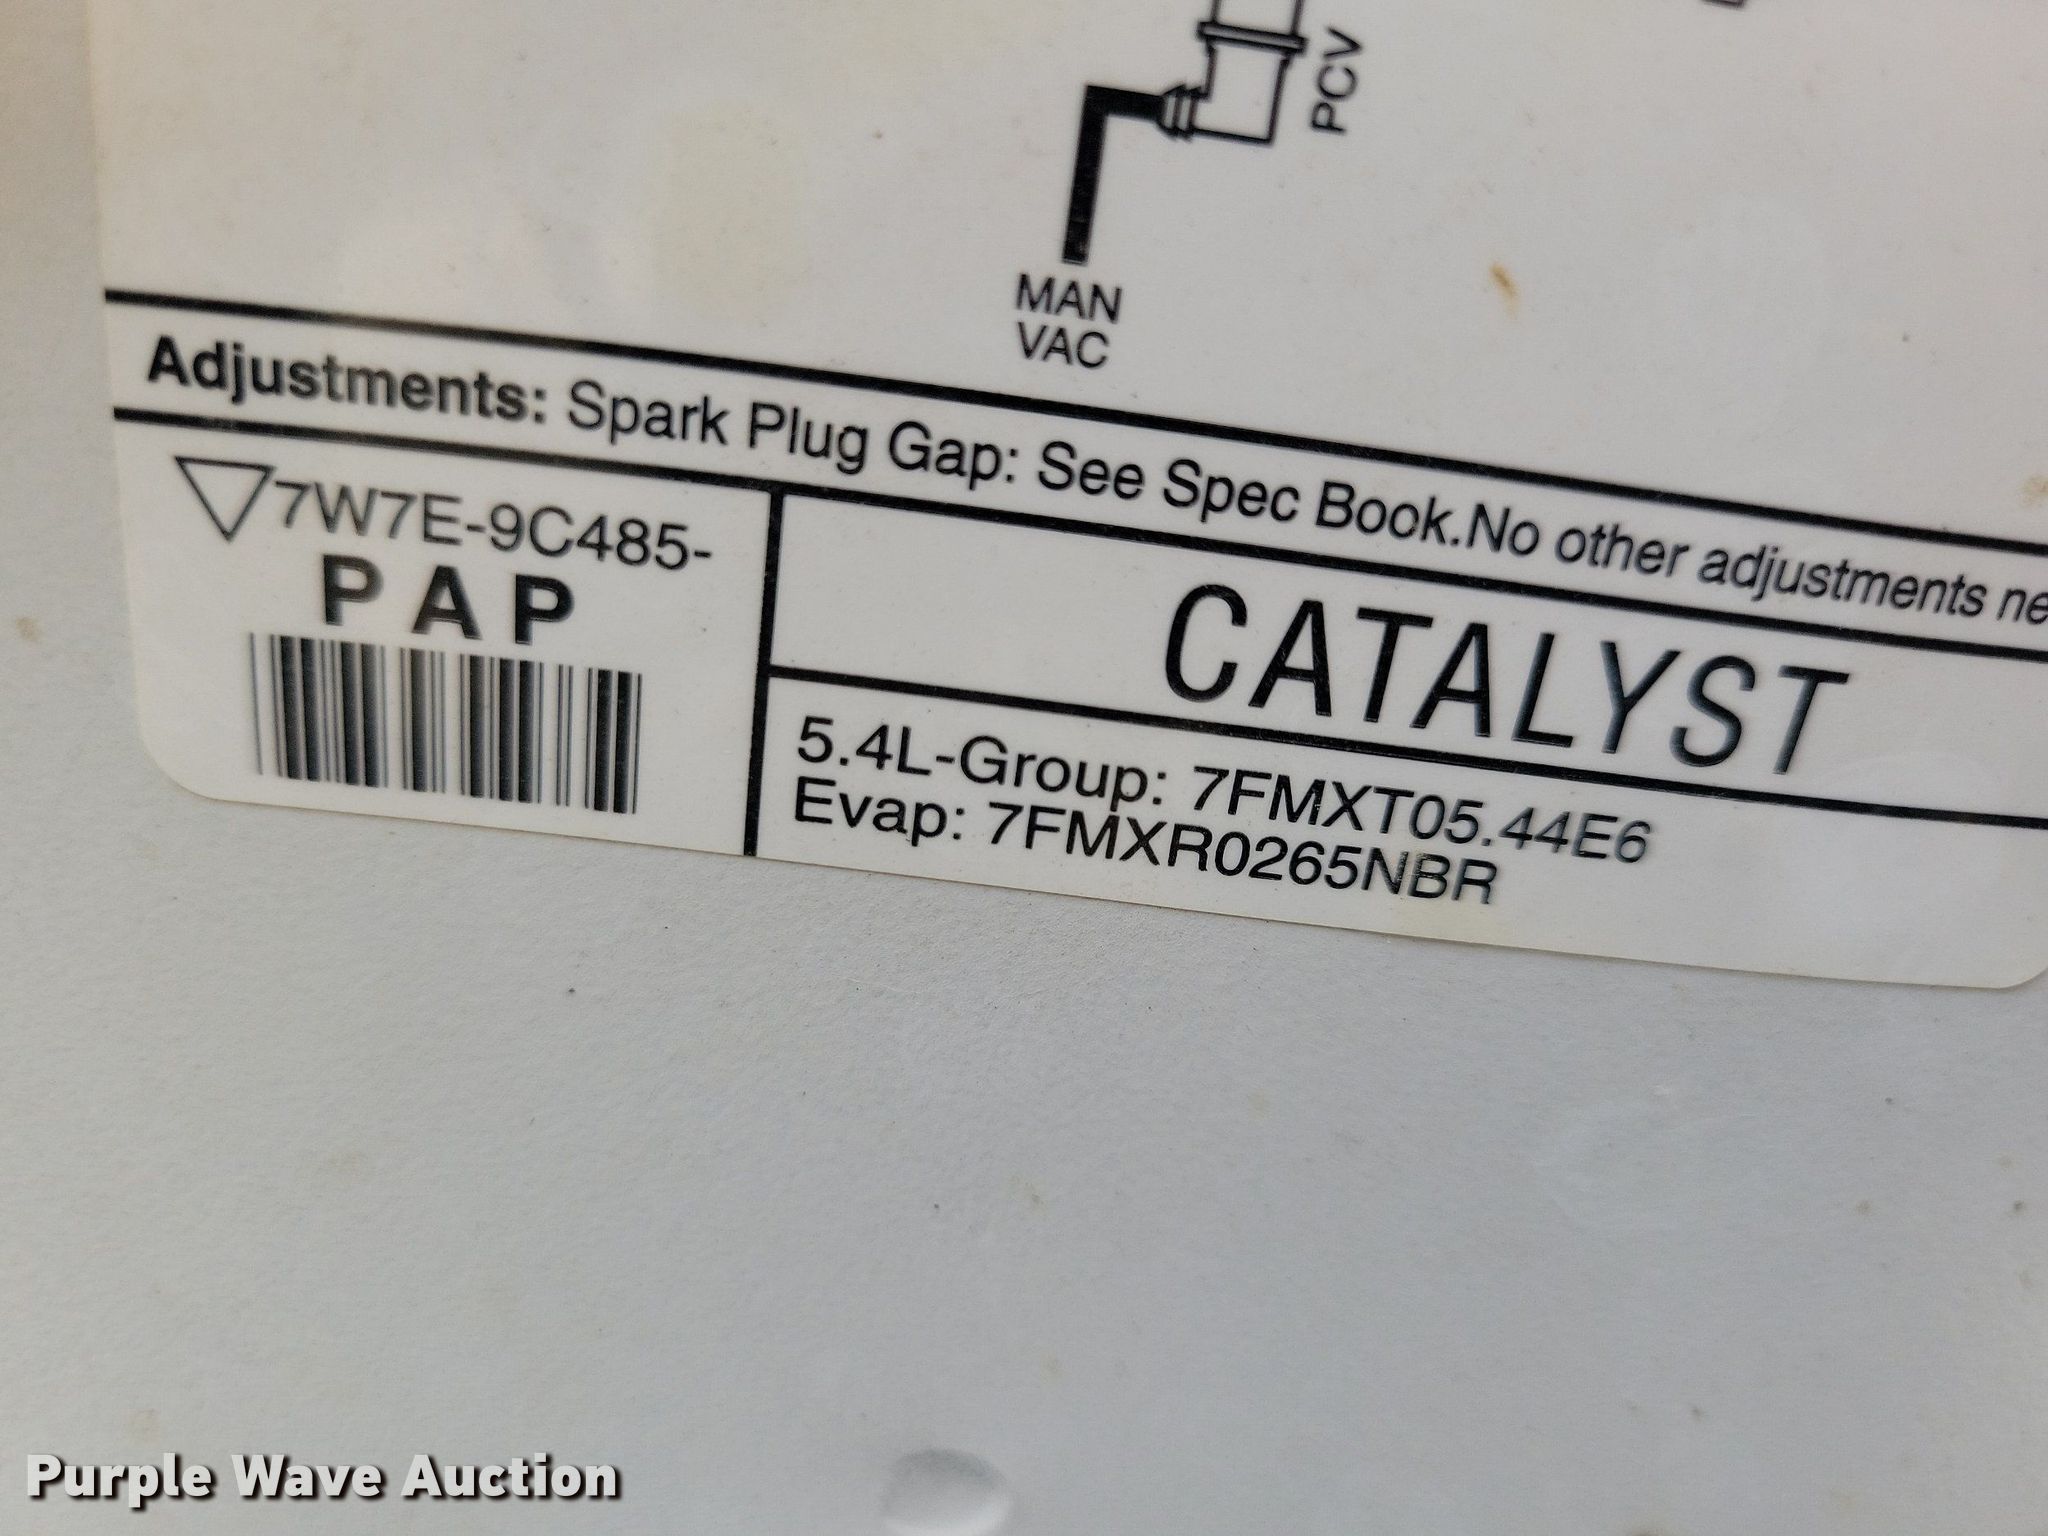 PCV
MAN
VAC
Adjustments: Spark Plug Gap: See Spec Book.No other adjustments ne
7W7E-9C485-
PAP
CATALYST
5.4L-Group: 7FMXT05.44E6
Evap: 7FMXR0265NBR
Purple Wave Auction